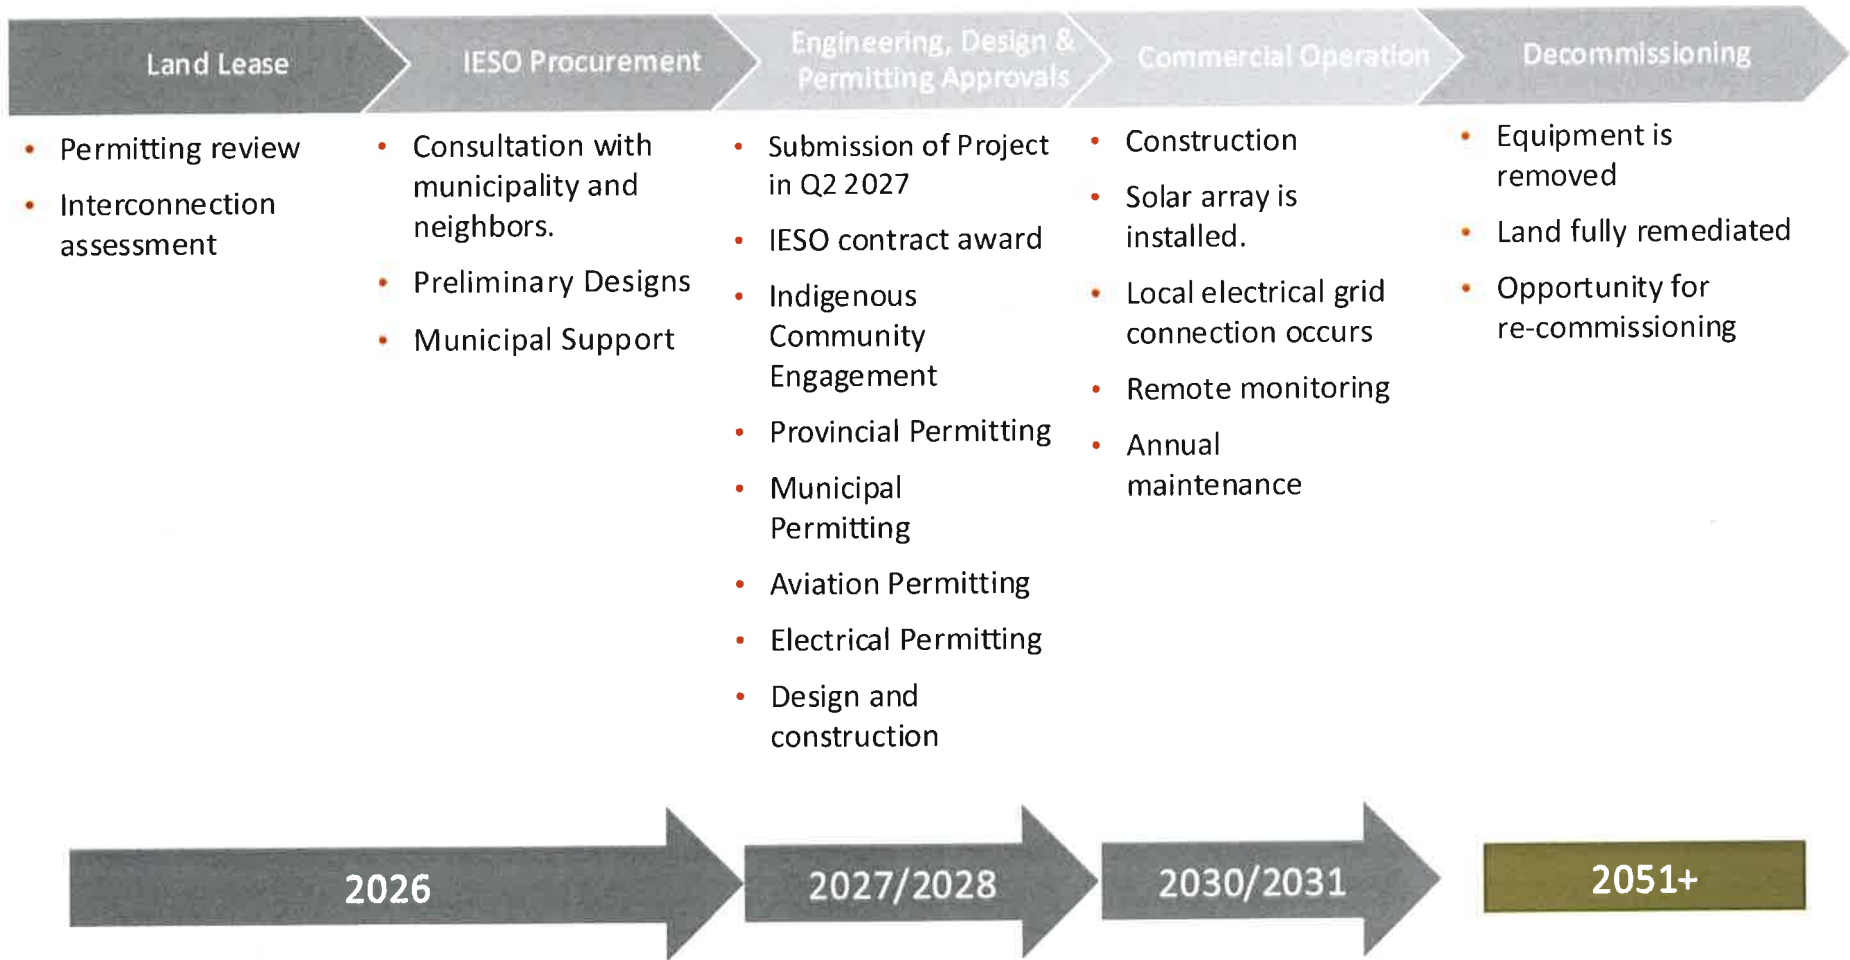 Land Lease
IESO Procurement
Engineering, Design &
Permitting Approvals
Commercial Operation
Decommissioning
• Permitting review
• Interconnection
assessment
• Consultation with
municipality and
neighbors.
• Preliminary Designs
• Municipal Support
• Submission of Project
in Q2 2027
• IESO contract award
• Indigenous
Community
Engagement
• Provincial Permitting
• Municipal
Permitting
• Aviation Permitting
• Electrical Permitting
• Design and
construction
• Construction
• Solar array is
installed.
• Local electrical grid
connection occurs
• Remote monitoring
• Annual
maintenance
• Equipment is
removed
• Land fully remediated
• Opportunity for
re-commissioning
2026
2027/2028
2030/2031
2051+